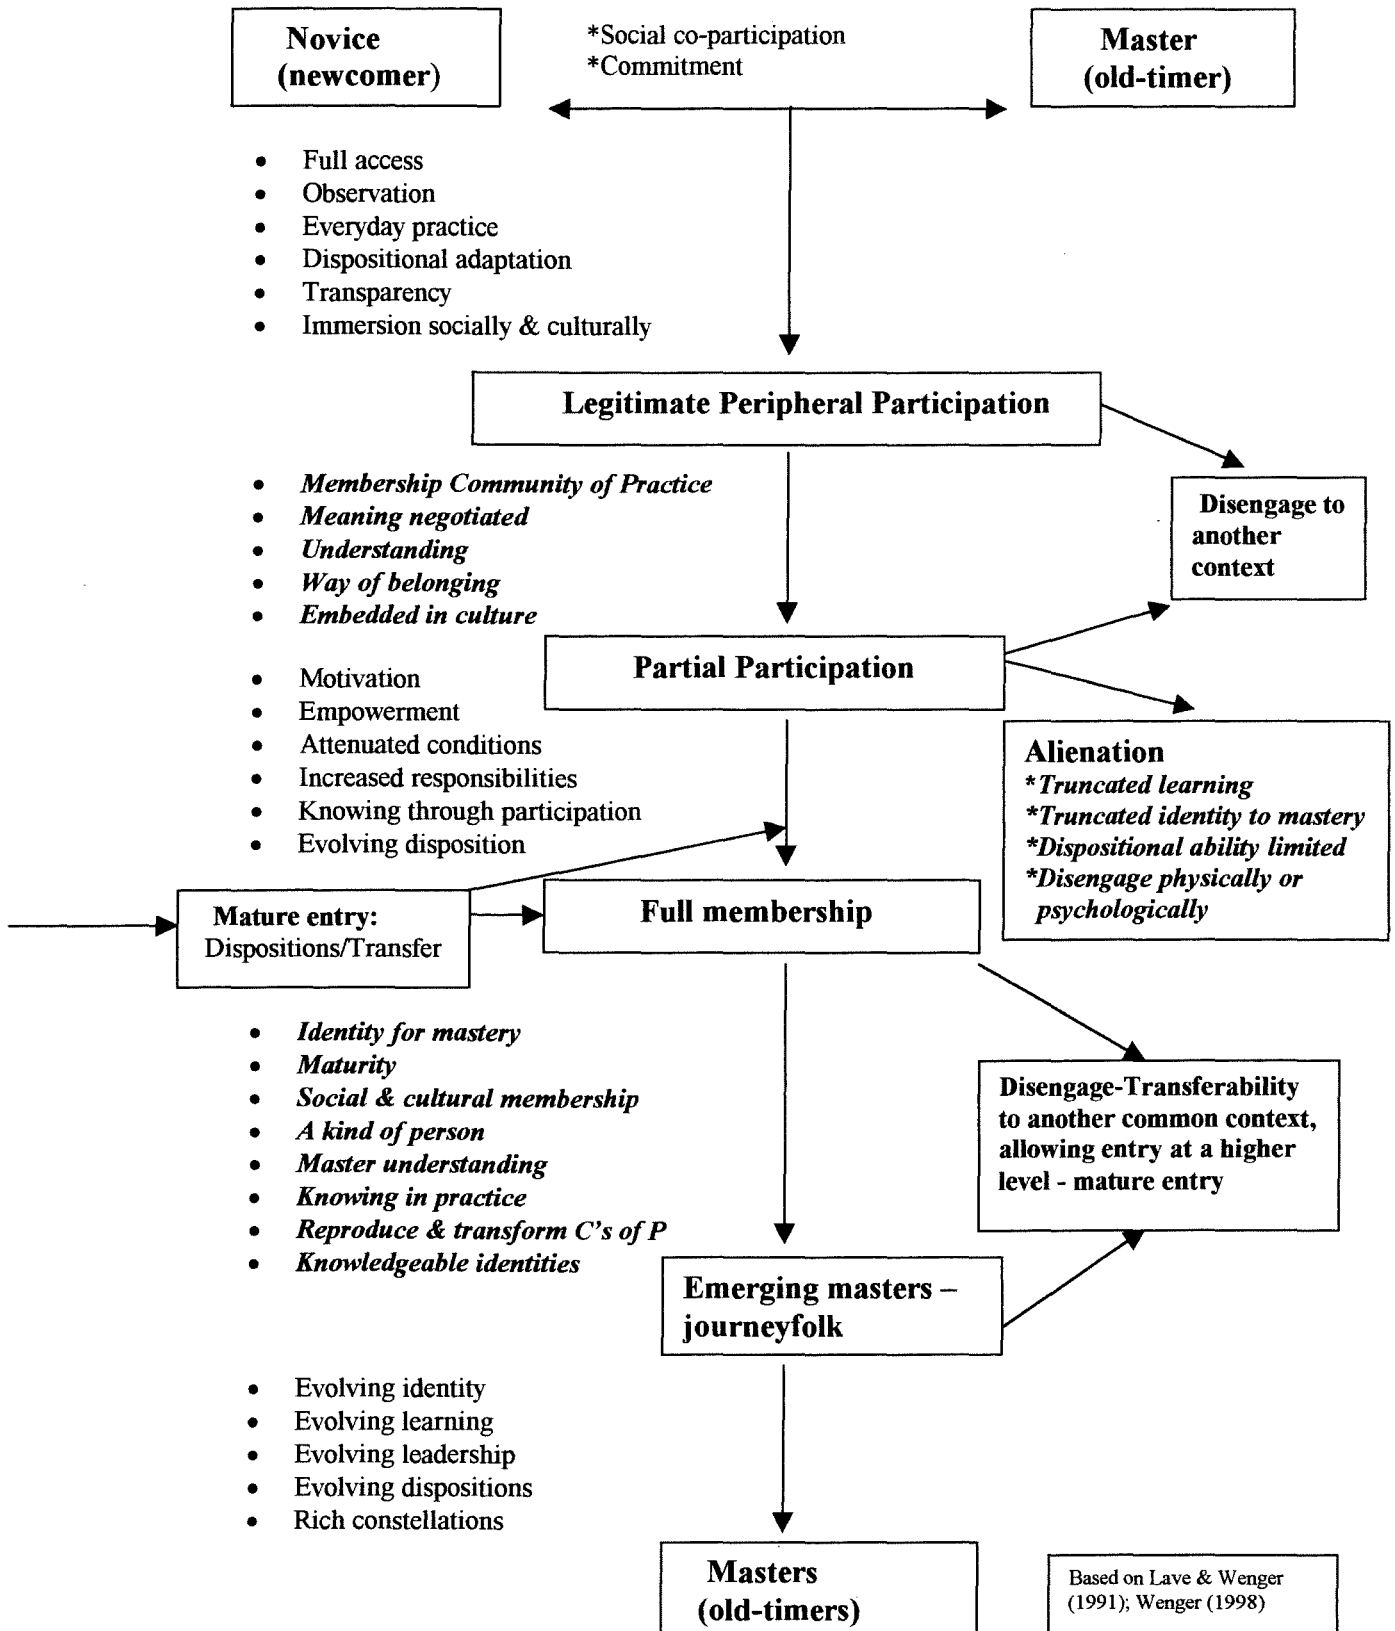 Novice
(newcomer)
*Social co-participation
*Commitment
Master
(old-timer)
• Full access
• Observation
• Everyday practice
• Dispositional adaptation
• Transparency
• Immersion socially & culturally
Legitimate Peripheral Participation
• Membership Community of Practice
• Meaning negotiated
• Understanding
• Way of belonging
• Embedded in culture
Disengage to
another
context
Partial Participation
• Motivation
• Empowerment
• Attenuated conditions
• Increased responsibilities
• Knowing through participation
• Evolving disposition
Alienation
*Truncated learning
*Truncated identity to mastery
*Dispositional ability limited
*Disengage physically or
psychologically
Mature entry:
Dispositions/Transfer
Full membership
• Identity for mastery
• Maturity
• Social & cultural membership
• A kind of person
• Master understanding
• Knowing in practice
• Reproduce & transform C's of P
• Knowledgeable identities
Disengage-Transferability
to another common context,
allowing entry at a higher
level - mature entry
Emerging masters –
journeyfolk
• Evolving identity
• Evolving learning
• Evolving leadership
• Evolving dispositions
• Rich constellations
Masters
(old-timers)
Based on Lave & Wenger
(1991); Wenger (1998)